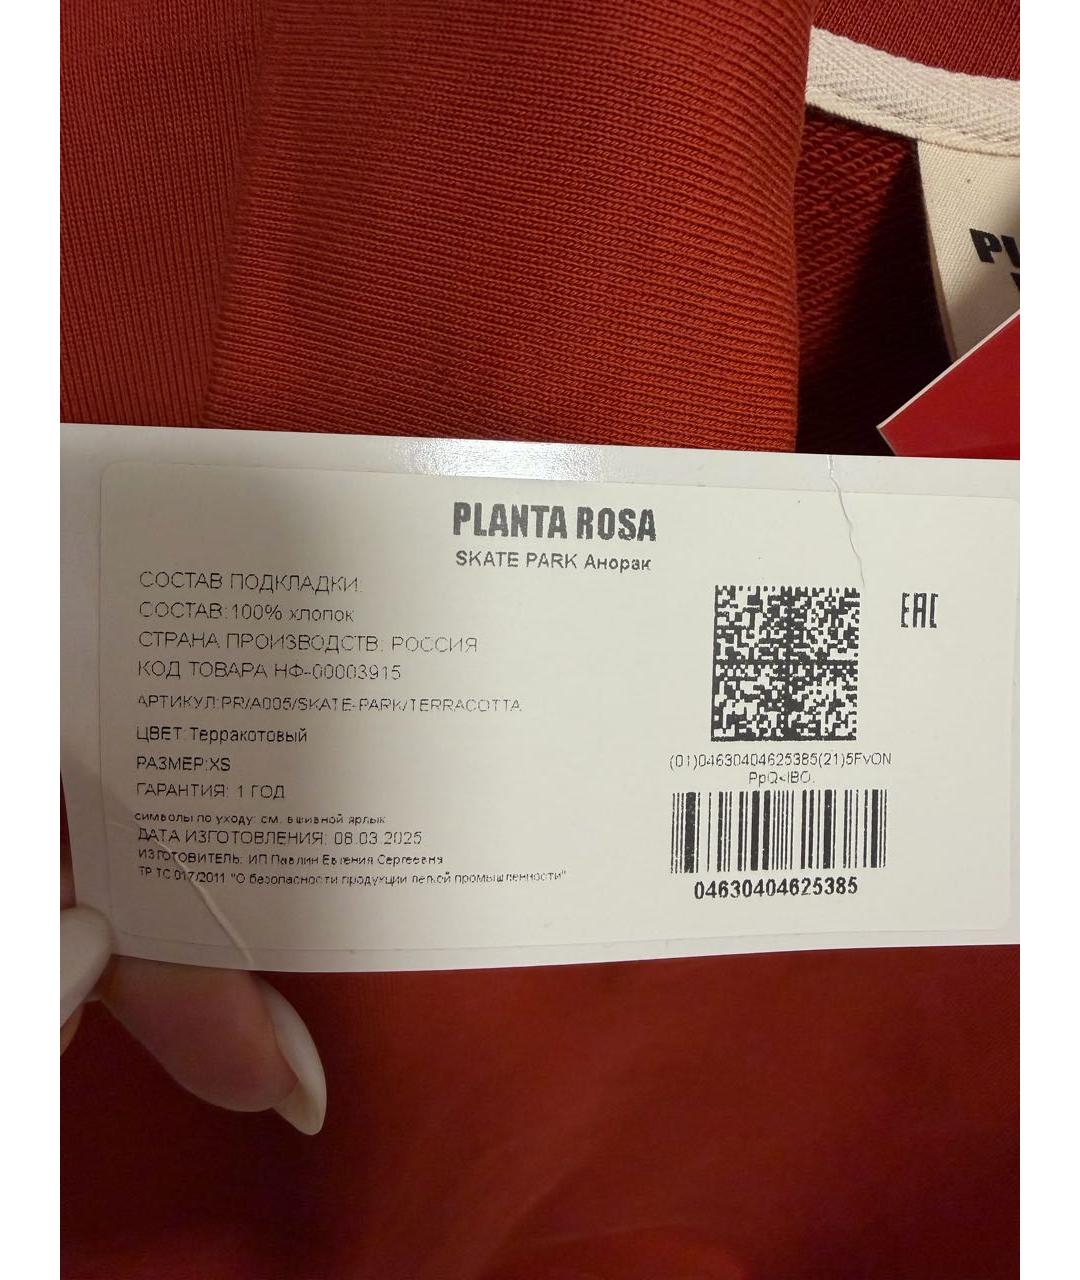 PLANTA ROSA
SKATE PARK Анорак
СОСТАВ ПОДКЛАДКИ:
СОСТАВ:100% хлопок
СТРАНА ПРОИЗВОДСТВ: РОССИЯ
КОД ТОВАРА НФ-00003915
АРТИКУЛ:PR/A005/SKATE-PARK/TERRACOTTA
ЦВЕТ:Терракотовый
РАЗМЕР:XS
ГАРАНТИЯ: 1 ГОД
символы по уходу: см. вшивной ярлык
ДАТА ИЗГОТОВЛЕНИЯ: 08.03.2025
ИЗГОТОВИТЕЛЬ: ИП Павлин Евгения Сергеевна
ТР ТС 017/2011 "О безопасности продукции легкой промышленности"
EAC
(01)04630404625385(21)5FvON
04630404625385